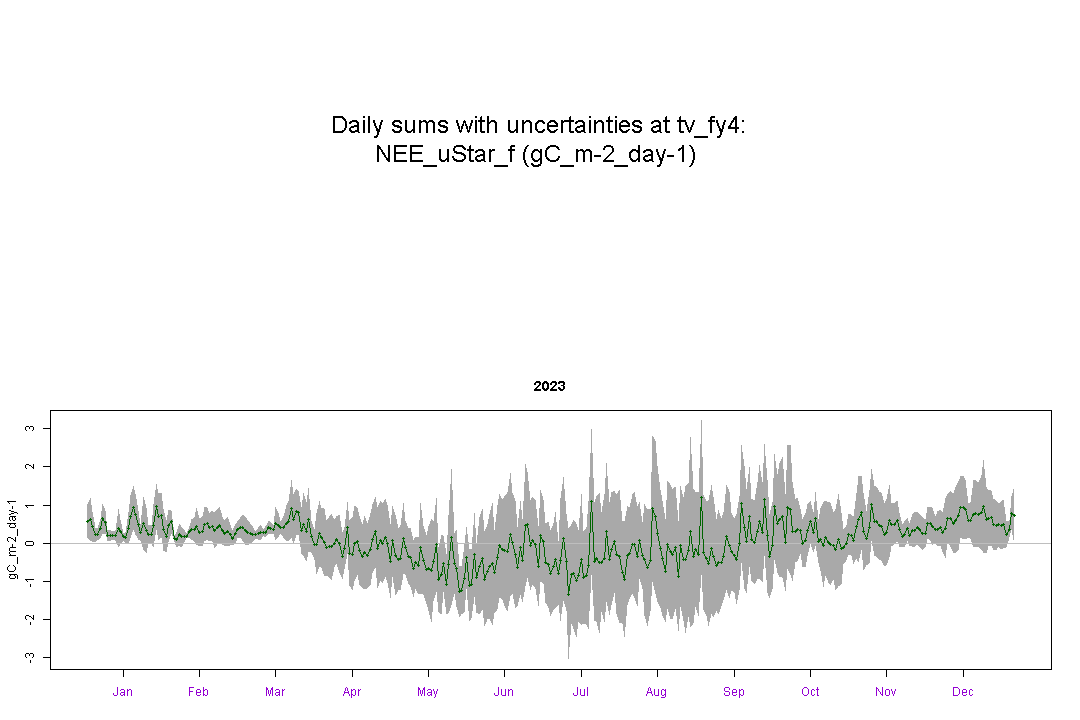 Daily sums with uncertainties at tv_fy4:
NEE_uStar_f (gC_m-2_day-1)
2023
gC_m-2_day-1
3
2
1
0
-1
-2
-3
Jan Feb Mar Apr May Jun Jul Aug Sep Oct Nov Dec